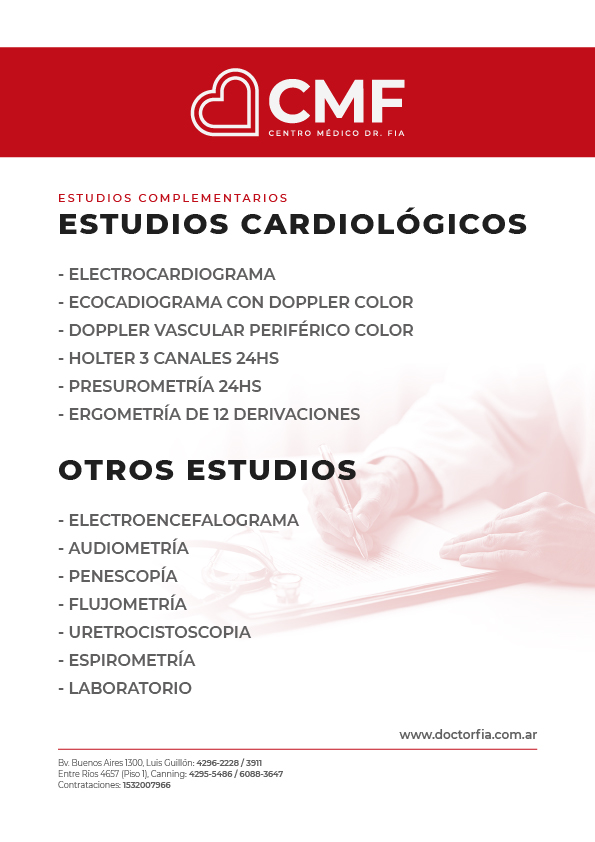 CMF
CENTRO MÉDICO DR. FIA
ESTUDIOS COMPLEMENTARIOS
ESTUDIOS CARDIOLÓGICOS
- ELECTROCARDIOGRAMA
- ECOCADIOGRAMA CON DOPPLER COLOR
- DOPPLER VASCULAR PERIFÉRICO COLOR
- HOLTER 3 CANALES 24HS
- PRESUROMETRÍA 24HS
- ERGOMETRÍA DE 12 DERIVACIONES
OTROS ESTUDIOS
- ELECTROENCEFALOGRAMA
- AUDIOMETRÍA
- PENESCOPÍA
- FLUJOMETRÍA
- URETROCISTOSCOPIA
- ESPIROMETRÍA
- LABORATORIO
www.doctorfia.com.ar
Bv. Buenos Aires 1300, Luis Guillón: 4296-2228 / 3911
Entre Ríos 4657 (Piso 1), Canning: 4295-5486 / 6088-3647
Contrataciones: 1532007966